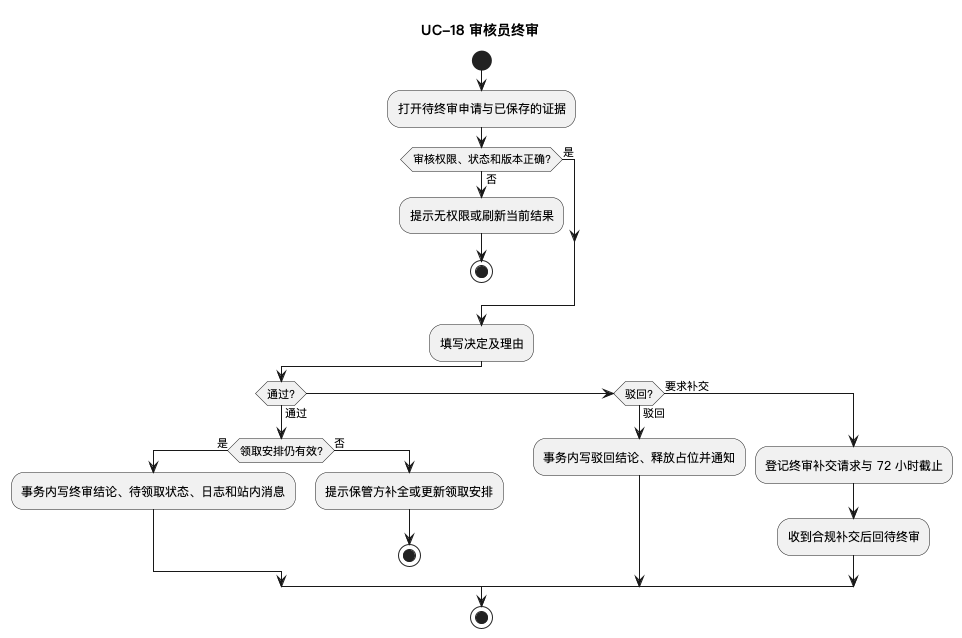 UC–18 审核员终审
打开待终审申请与已保存的证据
审核权限、状态和版本正确?
是
否
提示无权限或刷新当前结果
填写决定及理由
通过?
通过
驳回?
驳回
要求补交
领取安排仍有效?
是
否
事务内写终审结论、待领取状态、日志和站内消息
提示保管方补全或更新领取安排
事务内写驳回结论、释放占位并通知
登记终审补交请求与 72 小时截止
收到合规补交后回待终审